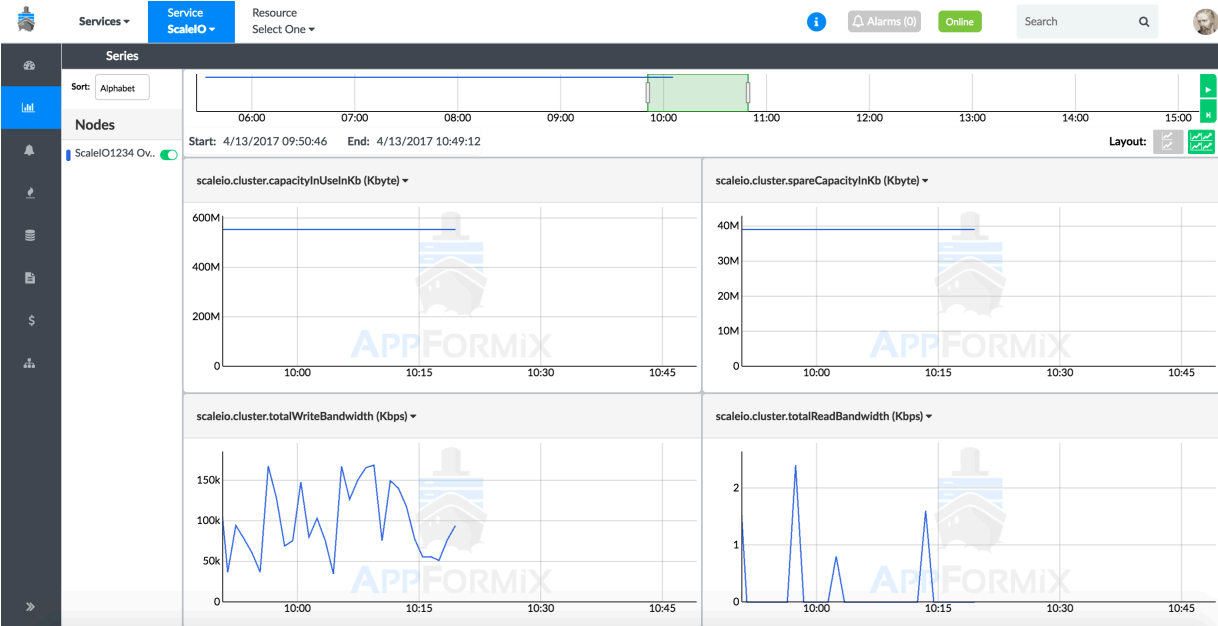 Services
Service
ScaleIO
Resource
Select One
Alarms (0)
Online
Search
Series
Sort: Alphabet
Nodes
ScaleIO1234 Ov..
06:00 07:00 08:00 09:00 10:00 11:00 12:00 13:00 14:00 15:00
Start: 4/13/2017 09:50:46 End: 4/13/2017 10:49:12
Layout:
scaleio.cluster.capacityInUseInKb (Kbyte)
600M
400M
200M
0
10:00 10:15 10:30 10:45
APPFORMIX
scaleio.cluster.spareCapacityInKb (Kbyte)
40M
30M
20M
10M
0
10:00 10:15 10:30 10:45
APPFORMIX
scaleio.cluster.totalWriteBandwidth (Kbps)
150k
100k
50k
0
10:00 10:15 10:30 10:45
APPFORMIX
scaleio.cluster.totalReadBandwidth (Kbps)
2
1
0
10:00 10:15 10:30 10:45
APPFORMIX